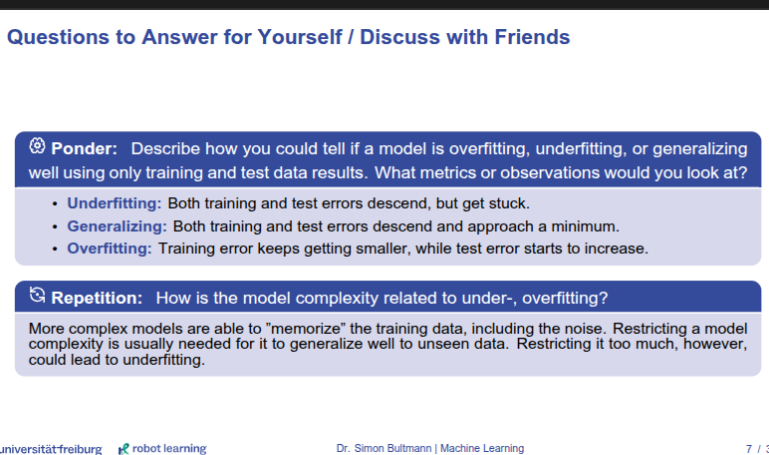 Questions to Answer for Yourself / Discuss with Friends
Ponder: Describe how you could tell if a model is overfitting, underfitting, or generalizing
well using only training and test data results. What metrics or observations would you look at?
• Underfitting: Both training and test errors descend, but get stuck.
• Generalizing: Both training and test errors descend and approach a minimum.
• Overfitting: Training error keeps getting smaller, while test error starts to increase.
Repetition: How is the model complexity related to under-, overfitting?
More complex models are able to "memorize" the training data, including the noise. Restricting a model
complexity is usually needed for it to generalize well to unseen data. Restricting it too much, however,
could lead to underfitting.
universität freiburg robot learning Dr. Simon Bultmann | Machine Learning 7 / 3